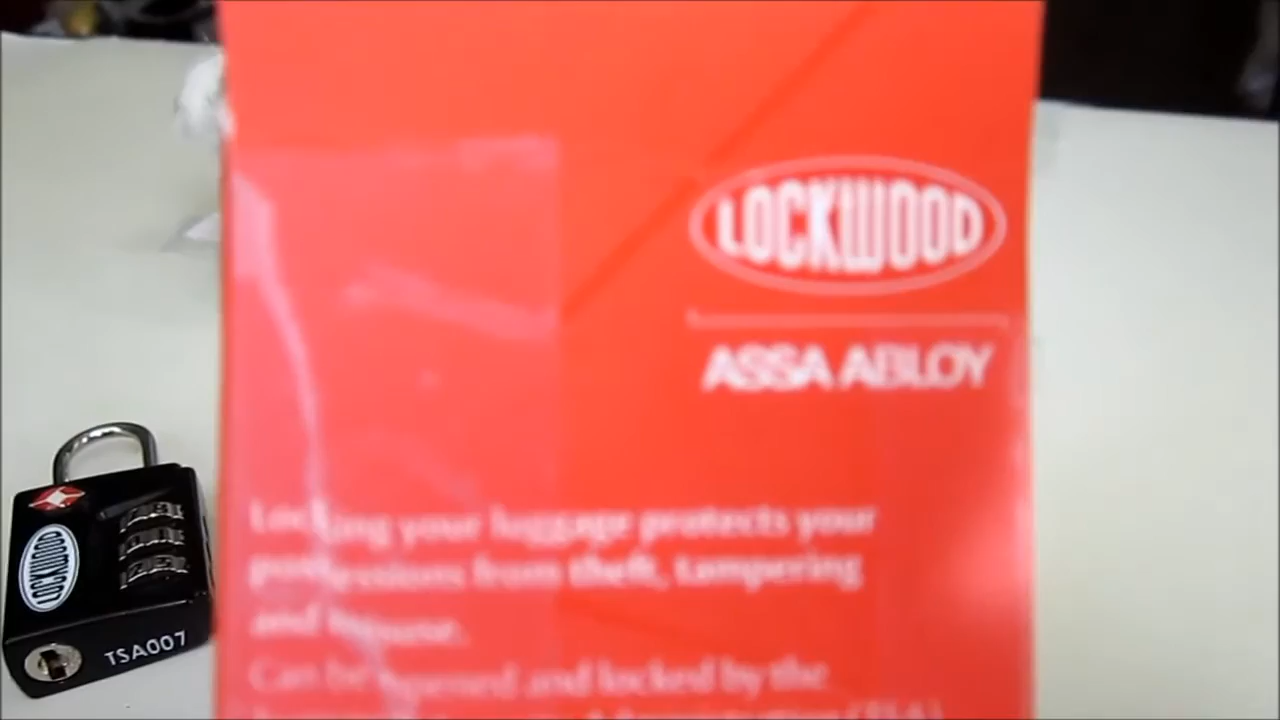 LOCKWOOD
ASSA ABLOY
Locking your luggage protects your
possessions from theft, tampering
and misuse.
Can be opened and locked by the
(TSA)
LOCKWOOD
TSA007